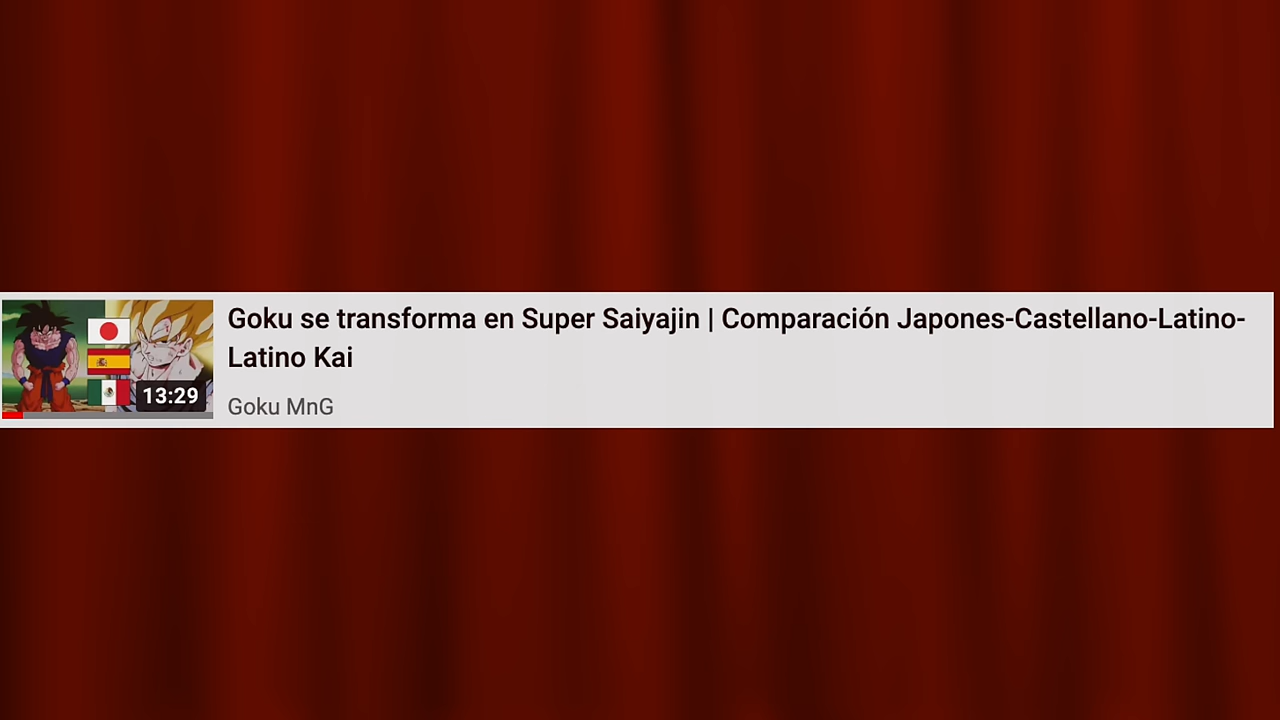 Goku se transforma en Super Saiyajin | Comparación Japones-Castellano-Latino-
Latino Kai
13:29
Goku MnG